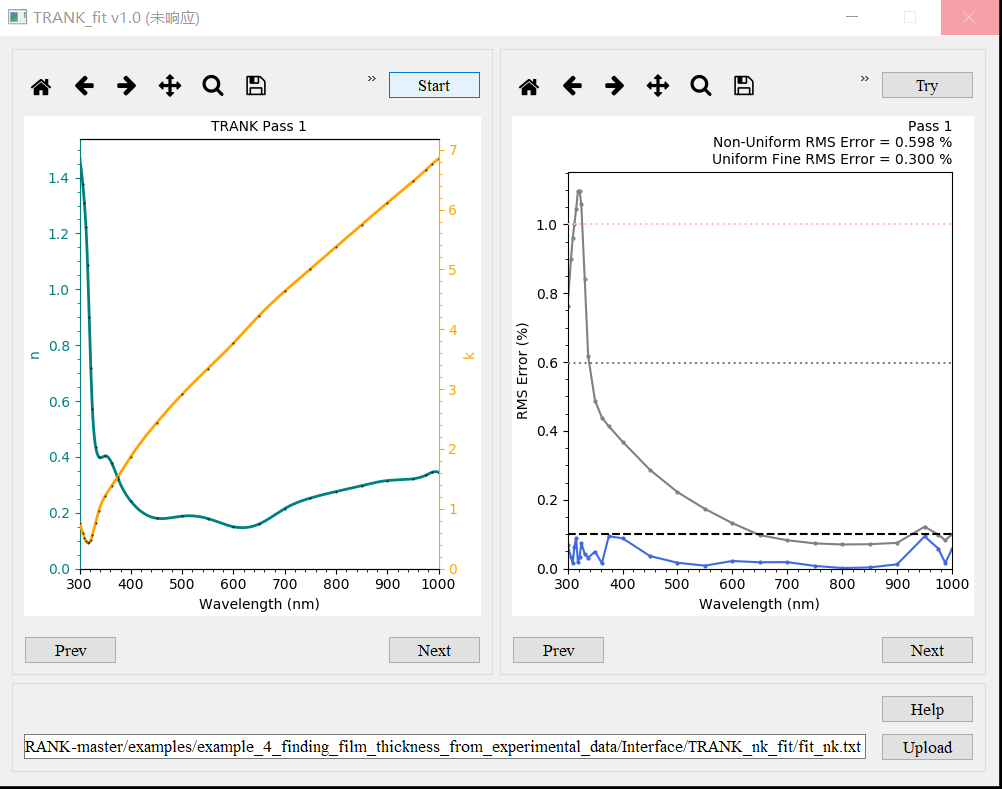 TRANK_fit v1.0 (未响应)
»
Start
TRANK Pass 1
1.4
1.2
1.0
0.8
0.6
0.4
0.2
0.0
n
7
6
5
4
3
2
1
0
k
300 400 500 600 700 800 900 1000
Wavelength (nm)
Prev
Next
»
Try
Pass 1
Non-Uniform RMS Error = 0.598 %
Uniform Fine RMS Error = 0.300 %
1.0
0.8
0.6
0.4
0.2
0.0
RMS Error (%)
300 400 500 600 700 800 900 1000
Wavelength (nm)
Prev
Next
Help
RANK-master/examples/example_4_finding_film_thickness_from_experimental_data/Interface/TRANK_nk_fit/fit_nk.txt
Upload